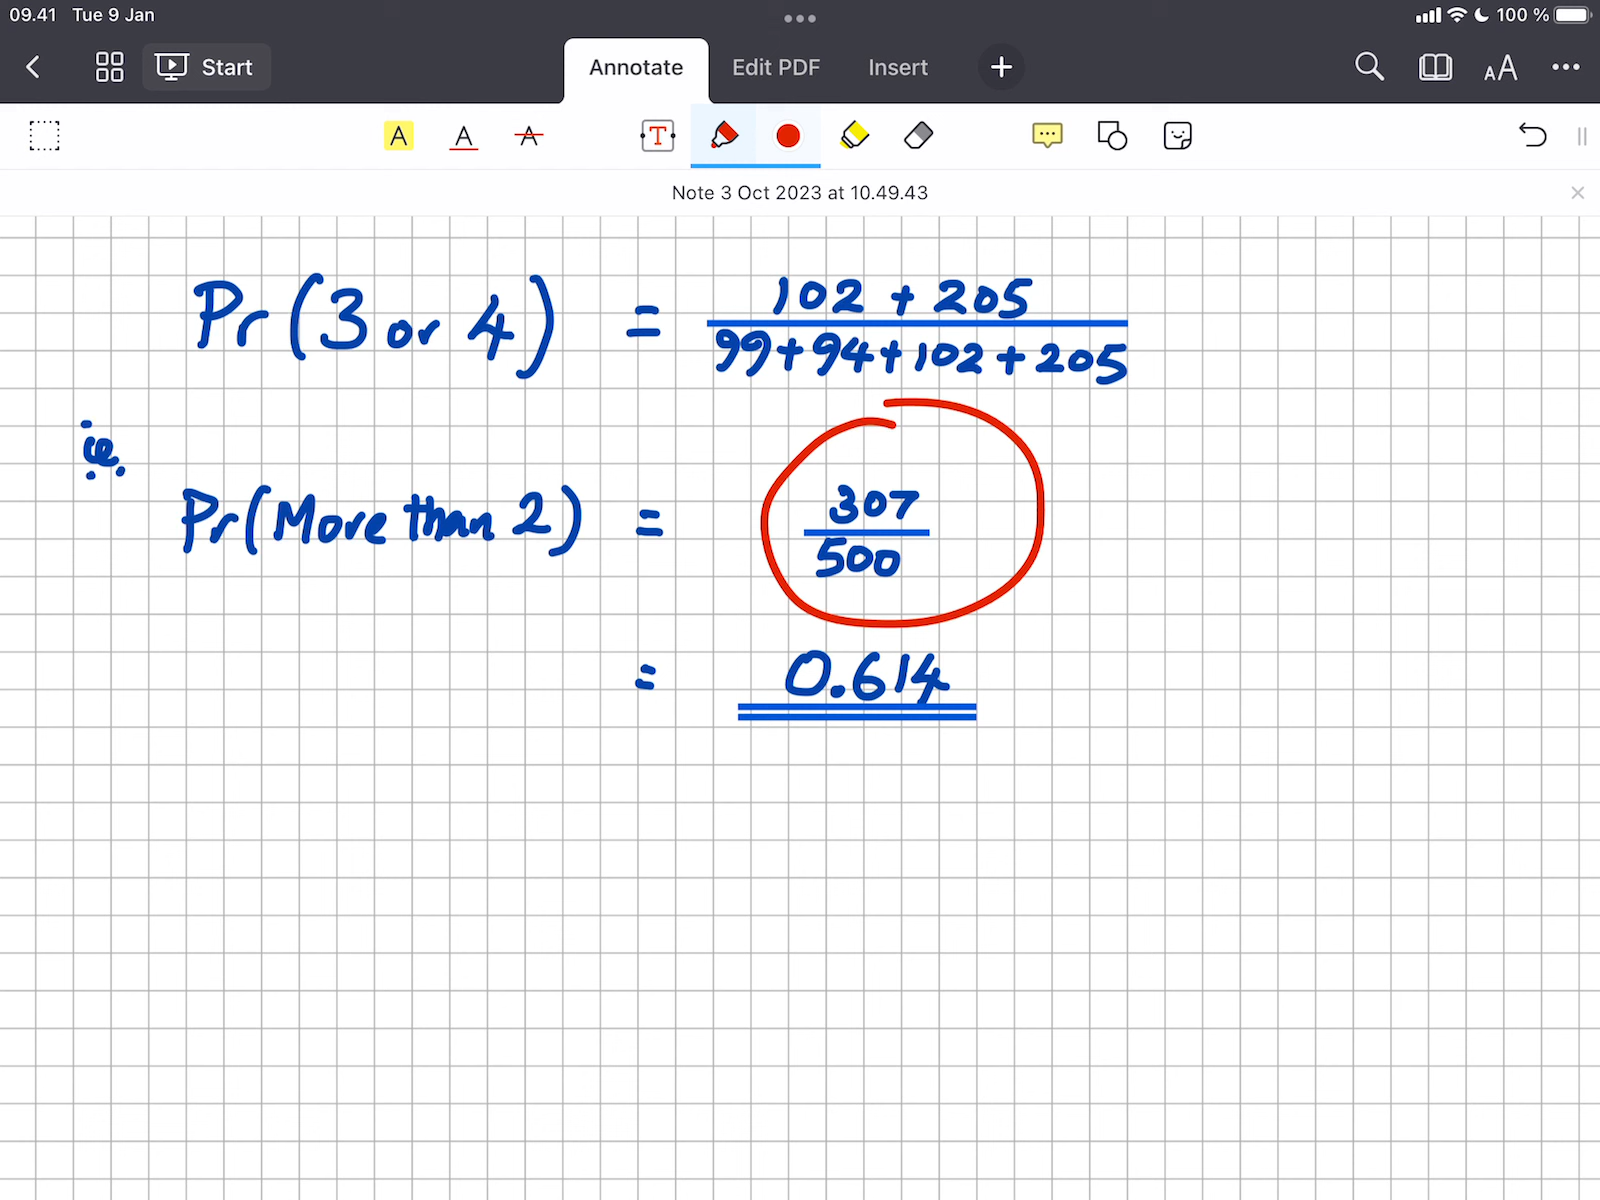 09.41 Tue 9 Jan 100 %
Start Annotate Edit PDF Insert AA
A A A T
Note 3 Oct 2023 at 10.49.43
Pr (3 or 4) = 102 + 205
99 + 94 + 102 + 205
ie.
Pr (More than 2) = 307
500
= 0.614